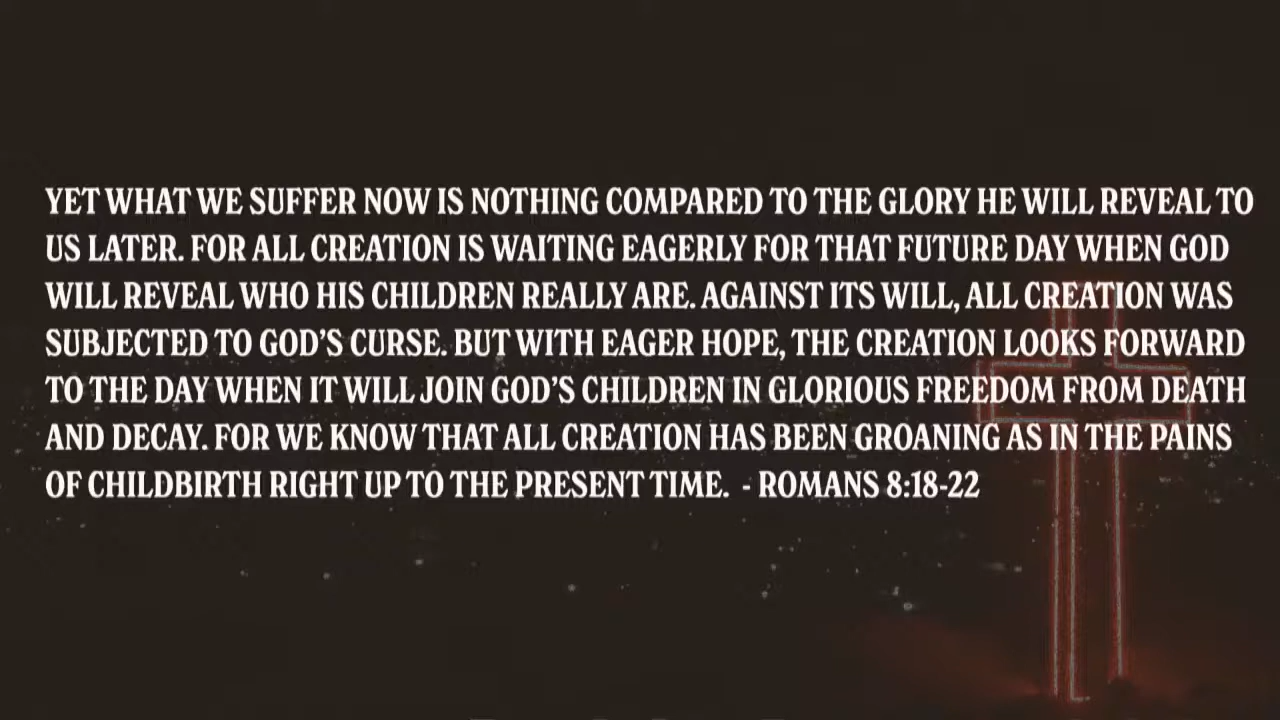 YET WHAT WE SUFFER NOW IS NOTHING COMPARED TO THE GLORY HE WILL REVEAL TO
US LATER. FOR ALL CREATION IS WAITING EAGERLY FOR THAT FUTURE DAY WHEN GOD
WILL REVEAL WHO HIS CHILDREN REALLY ARE. AGAINST ITS WILL, ALL CREATION WAS
SUBJECTED TO GOD’S CURSE. BUT WITH EAGER HOPE, THE CREATION LOOKS FORWARD
TO THE DAY WHEN IT WILL JOIN GOD’S CHILDREN IN GLORIOUS FREEDOM FROM DEATH
AND DECAY. FOR WE KNOW THAT ALL CREATION HAS BEEN GROANING AS IN THE PAINS
OF CHILDBIRTH RIGHT UP TO THE PRESENT TIME. - ROMANS 8:18-22